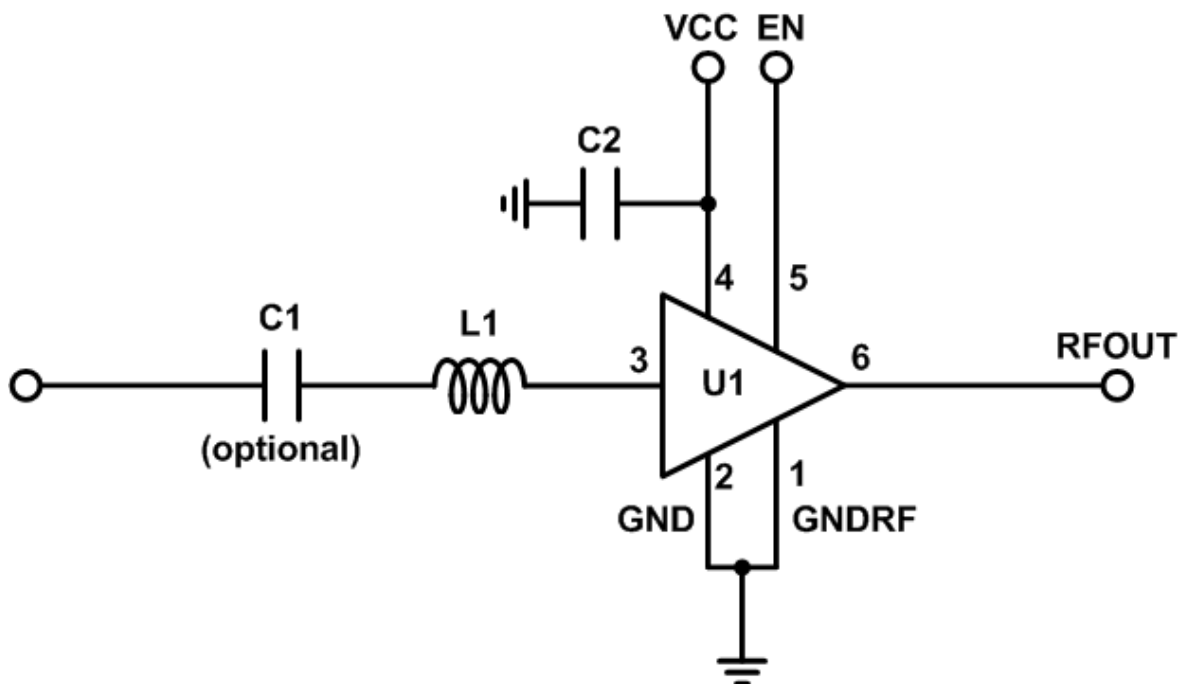 VCC EN
C2
4 5
C1
L1
3
U1
6
RFOUT
(optional)
2 1
GND GNDRF